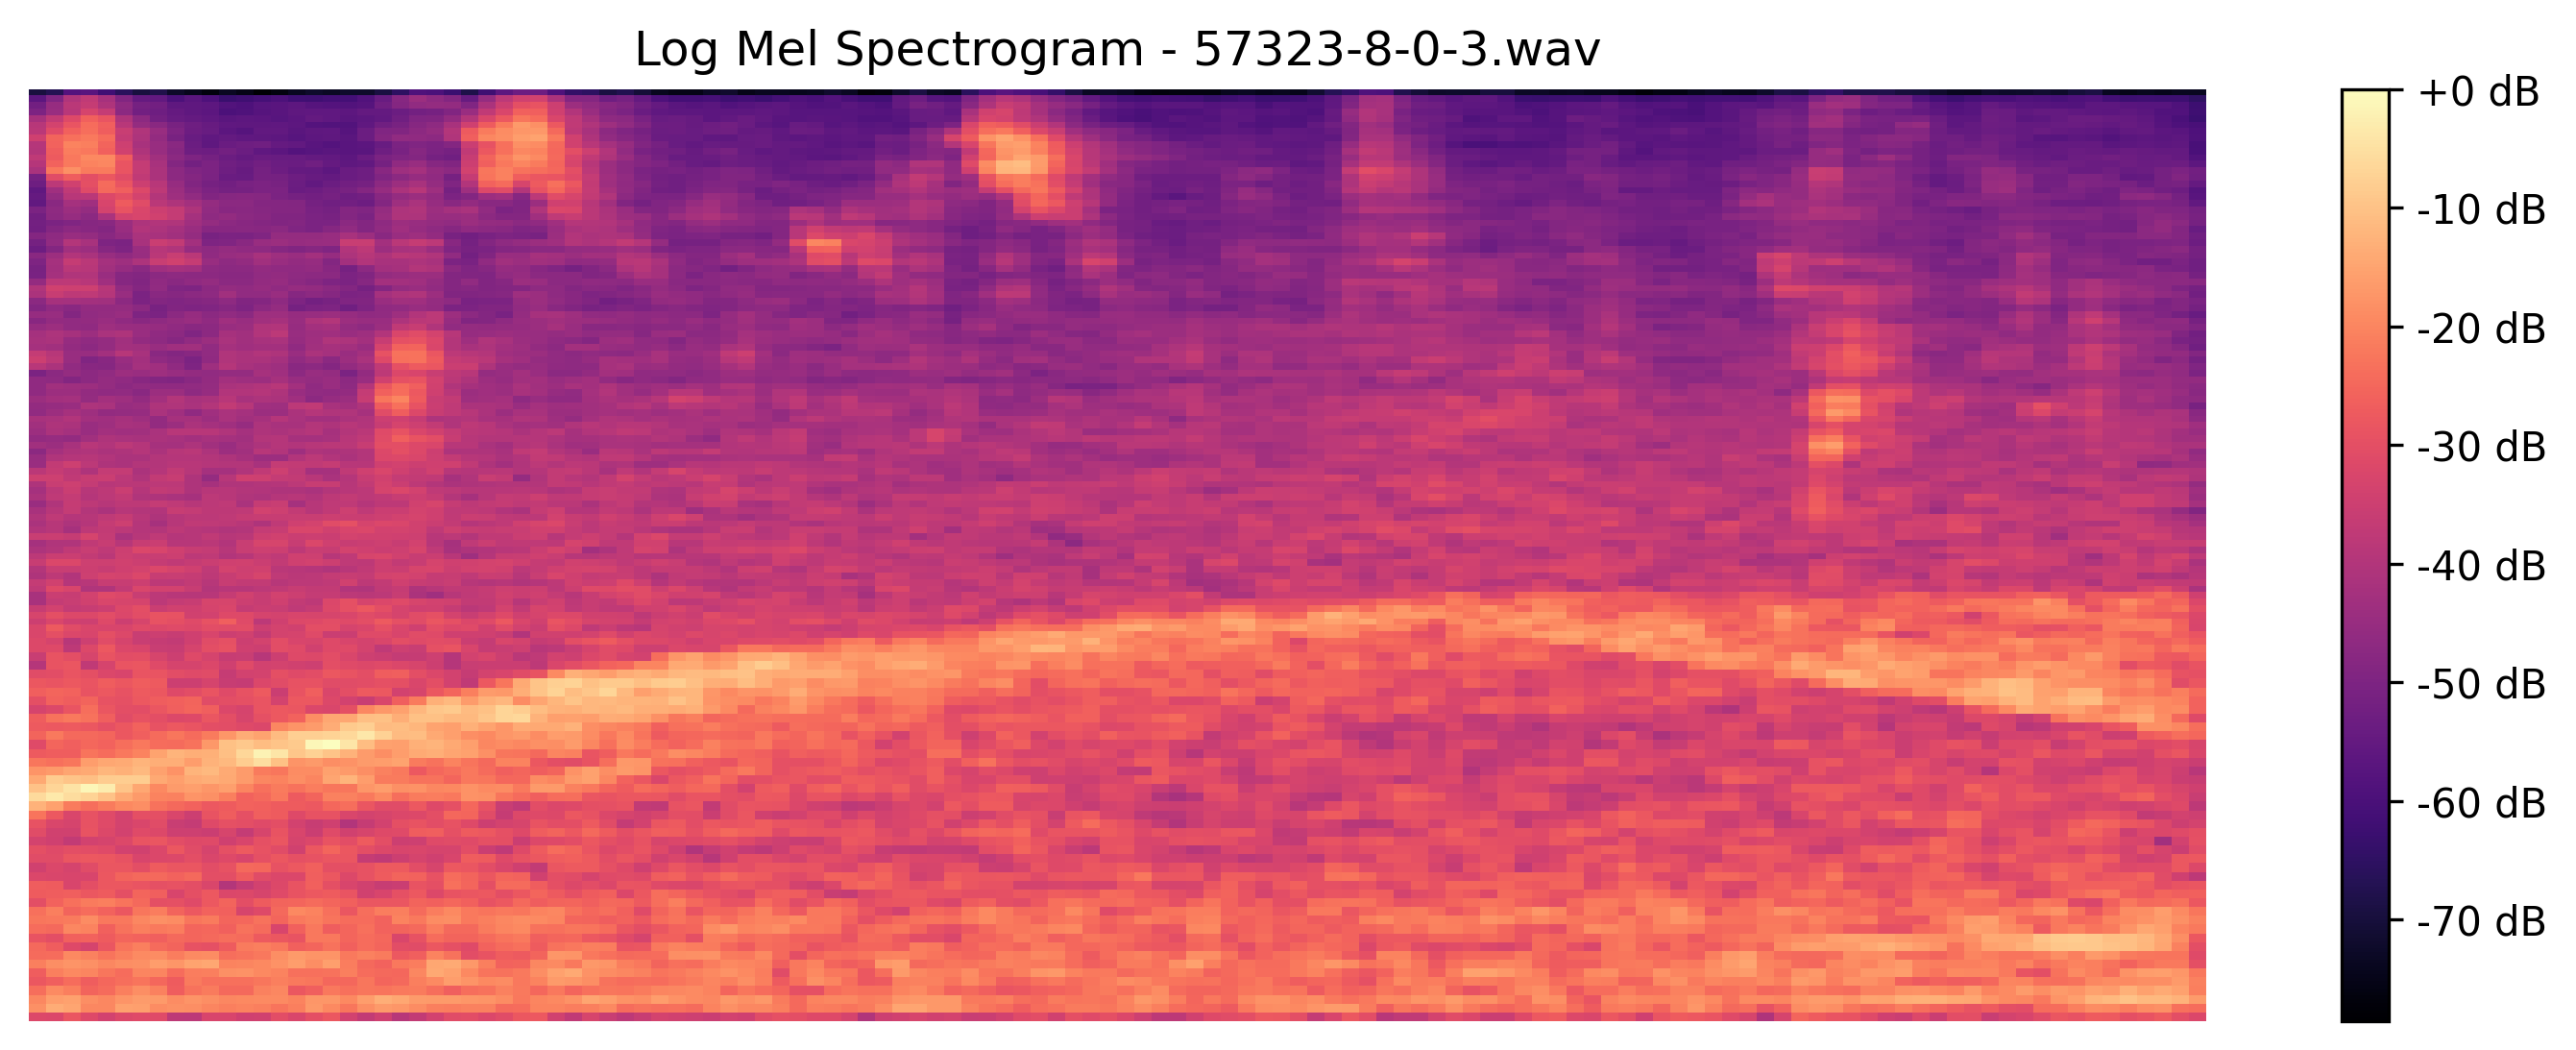 Log Mel Spectrogram - 57323-8-0-3.wav
+0 dB
-10 dB
-20 dB
-30 dB
-40 dB
-50 dB
-60 dB
-70 dB